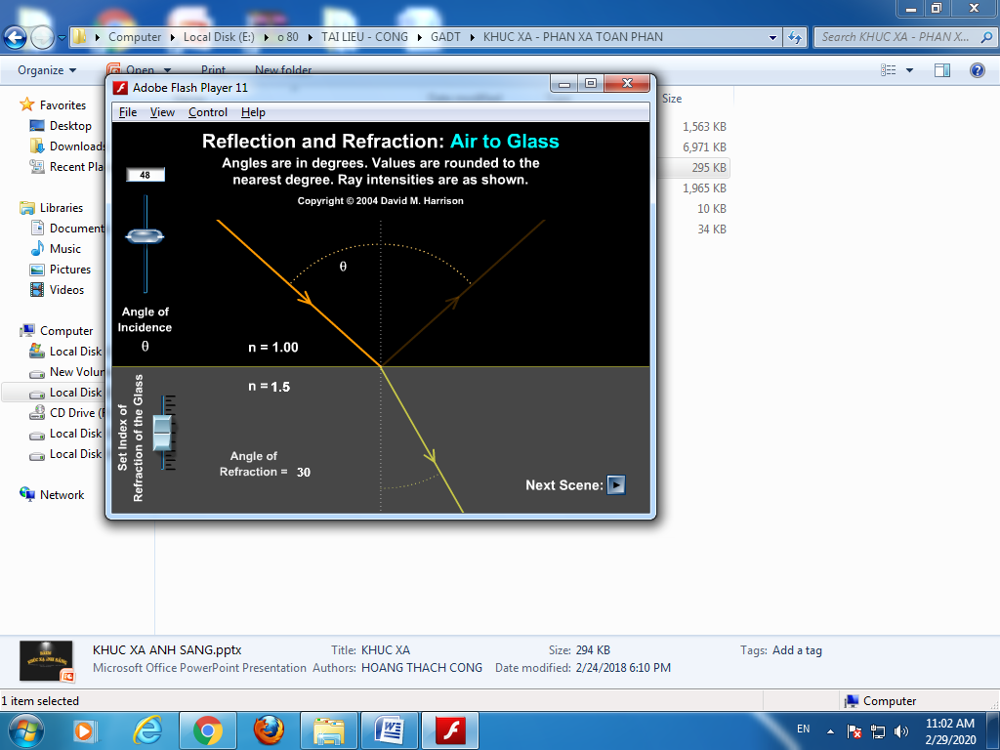 Computer ▸ Local Disk (E:) ▸ o 80 ▸ TAI LIEU - CONG ▸ GADT ▸ KHUC XA - PHAN XA TOAN PHAN
Search KHUC XA - PHAN X...
Organize Open Print New folder
Size
Favorites
Desktop
Downloads
Recent Pla
Libraries
Document
Music
Pictures
Videos
Computer
Local Disk
New Volu
Local Disk
CD Drive (
Local Disk
Local Disk
Network
1,563 KB
6,971 KB
295 KB
1,965 KB
10 KB
34 KB
Adobe Flash Player 11
File View Control Help
Reflection and Refraction: Air to Glass
Angles are in degrees. Values are rounded to the
nearest degree. Ray intensities are as shown.
Copyright © 2004 David M. Harrison
48
θ
Angle of
Incidence
θ
n = 1.00
n = 1.5
Set Index of
Refraction of the Glass
Angle of
Refraction = 30
Next Scene:
KHUC XA ANH SANG.pptx
Microsoft Office PowerPoint Presentation
Title: KHUC XA
Authors: HOANG THACH CONG
Size: 294 KB
Date modified: 2/24/2018 6:10 PM
Tags: Add a tag
1 item selected
Computer
EN
11:02 AM
2/29/2020